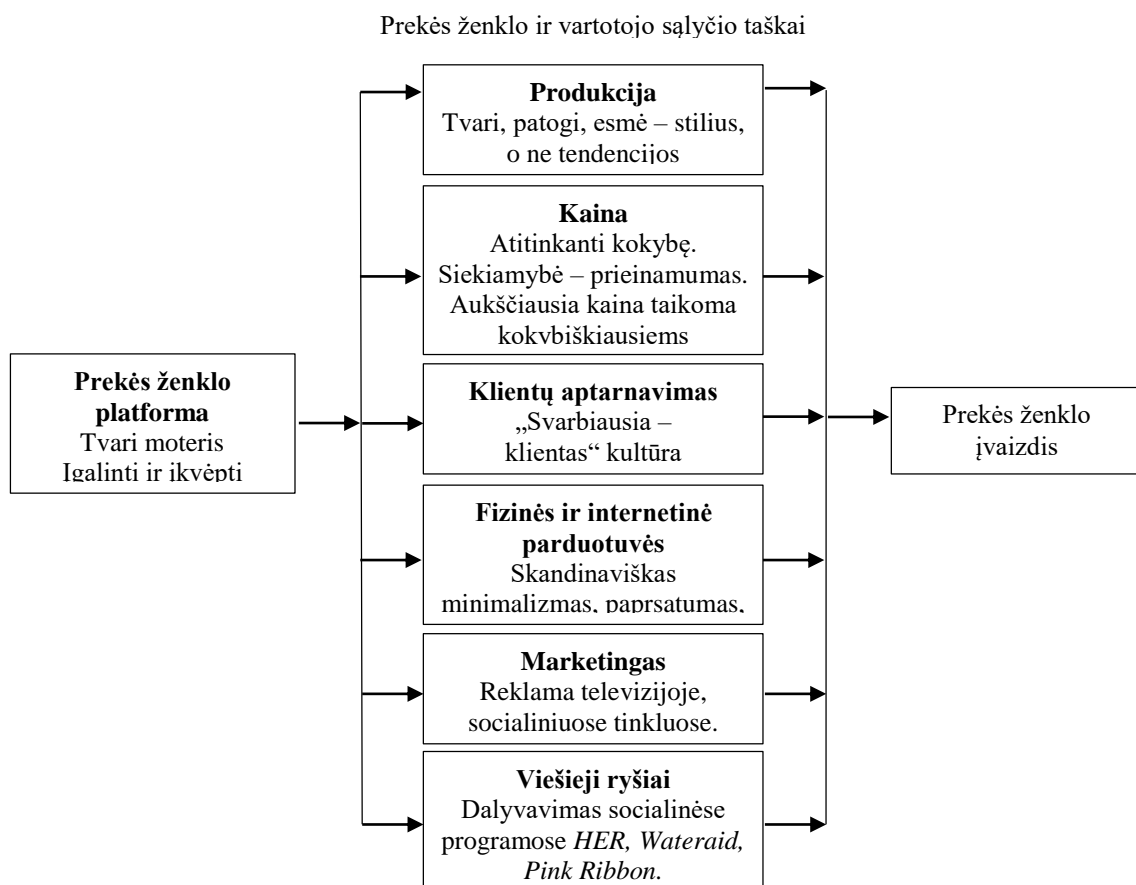 Prekės ženklo ir vartotojo sąlyčio taškai
Produkcija
Tvari, patogi, esmė – stilius,
o ne tendencijos
Kaina
Atitinkanti kokybę.
Siekiamybė – prieinamumas.
Aukščiausia kaina taikoma
kokybiškiausiems
Prekės ženklo
platforma
Tvari moteris
Įgalinti ir įkvėpti
Klientų aptarnavimas
„Svarbiausia –
klientas“ kultūra
Prekės ženklo
įvaizdis
Fizinės ir internetinė
parduotuvės
Skandinaviškas
minimalizmas, paprsatumas,
Marketingas
Reklama televizijoje,
socialiniuose tinkluose.
Viešieji ryšiai
Dalyvavimas socialinėse
programose HER, Wateraid,
Pink Ribbon.